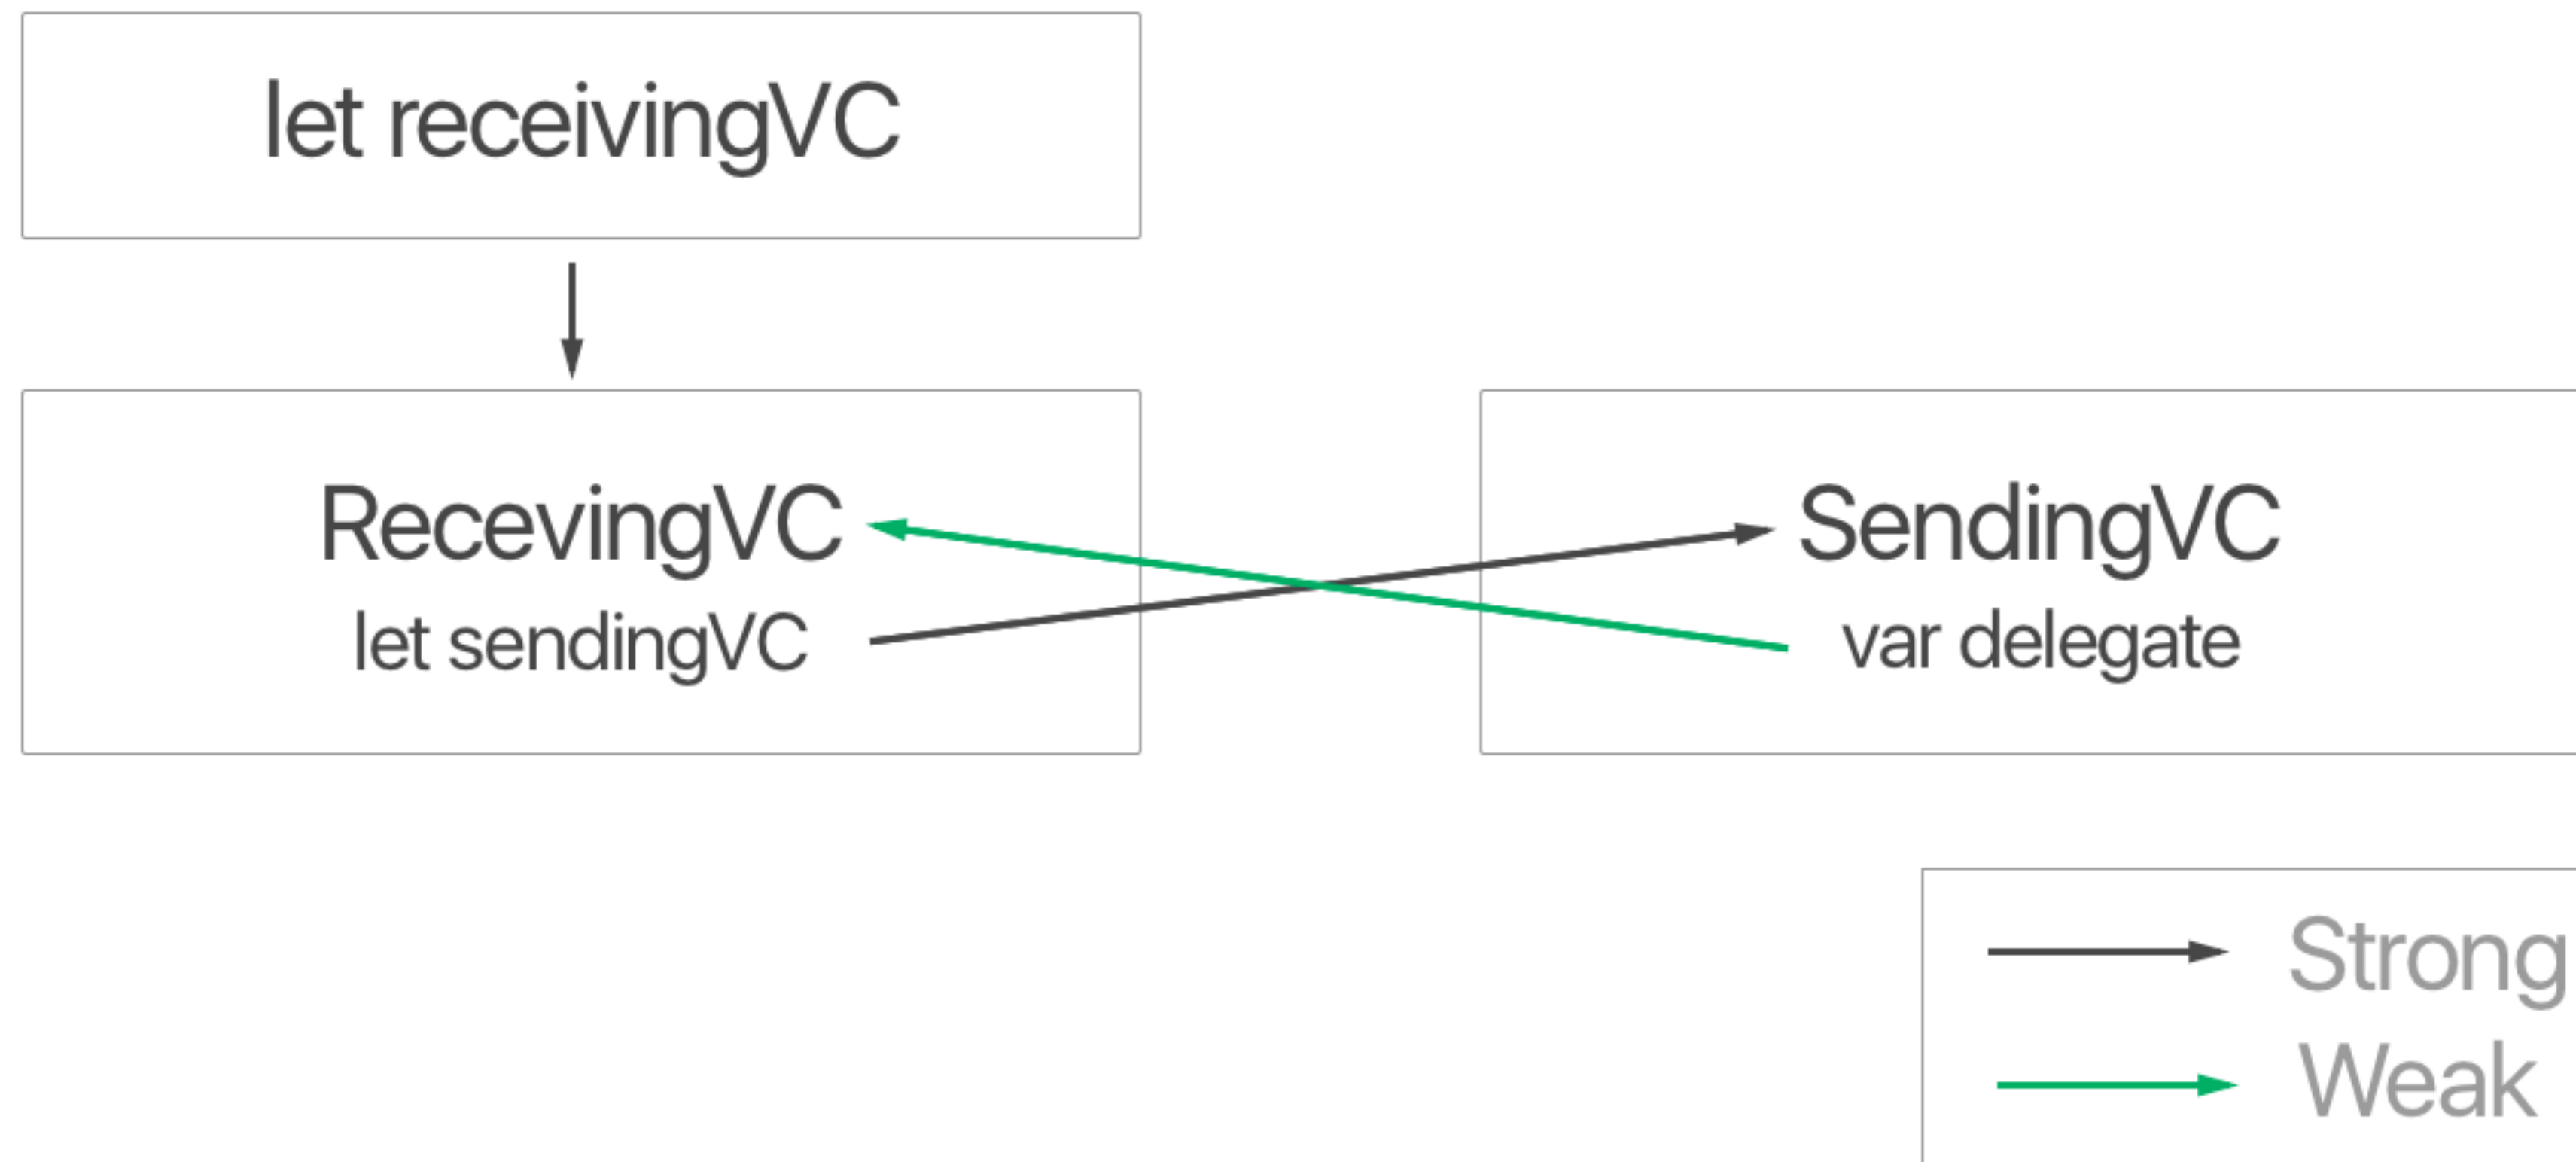 let receivingVC
RecevingVC
let sendingVC
SendingVC
var delegate
Strong
Weak